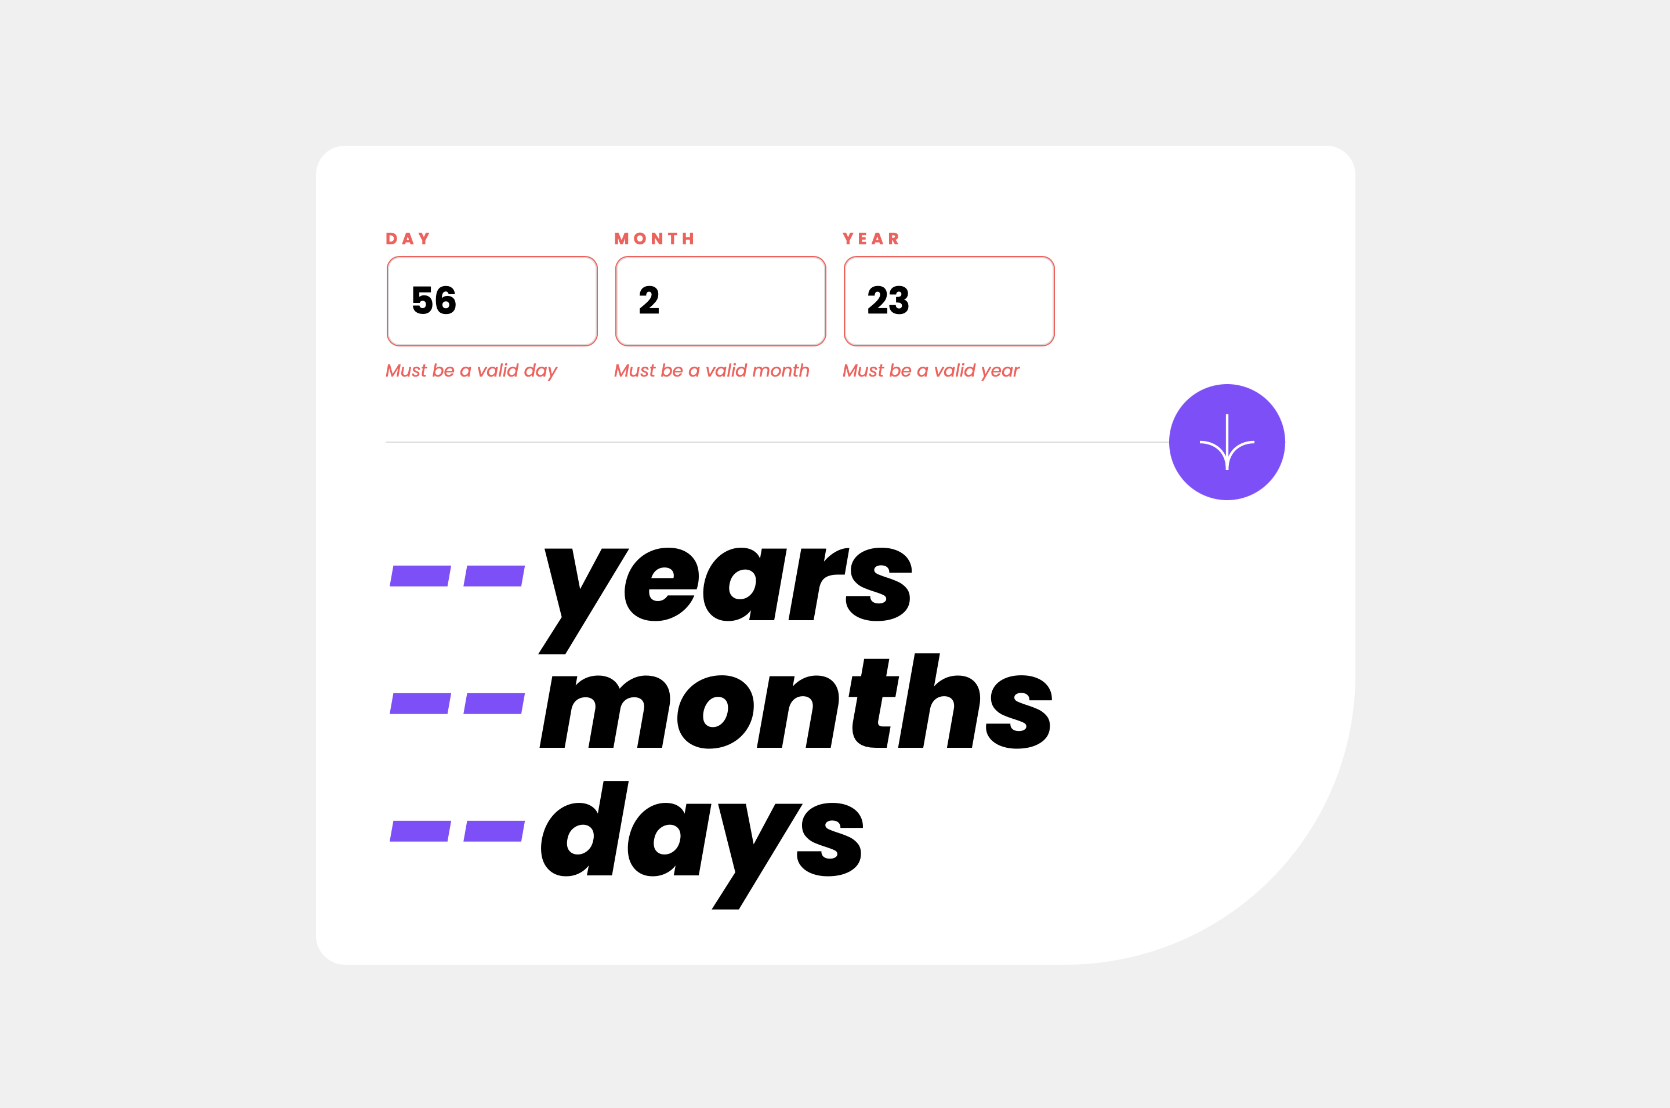 DAY MONTH YEAR
56 2 23
Must be a valid day Must be a valid month Must be a valid year
-- years
-- months
-- days